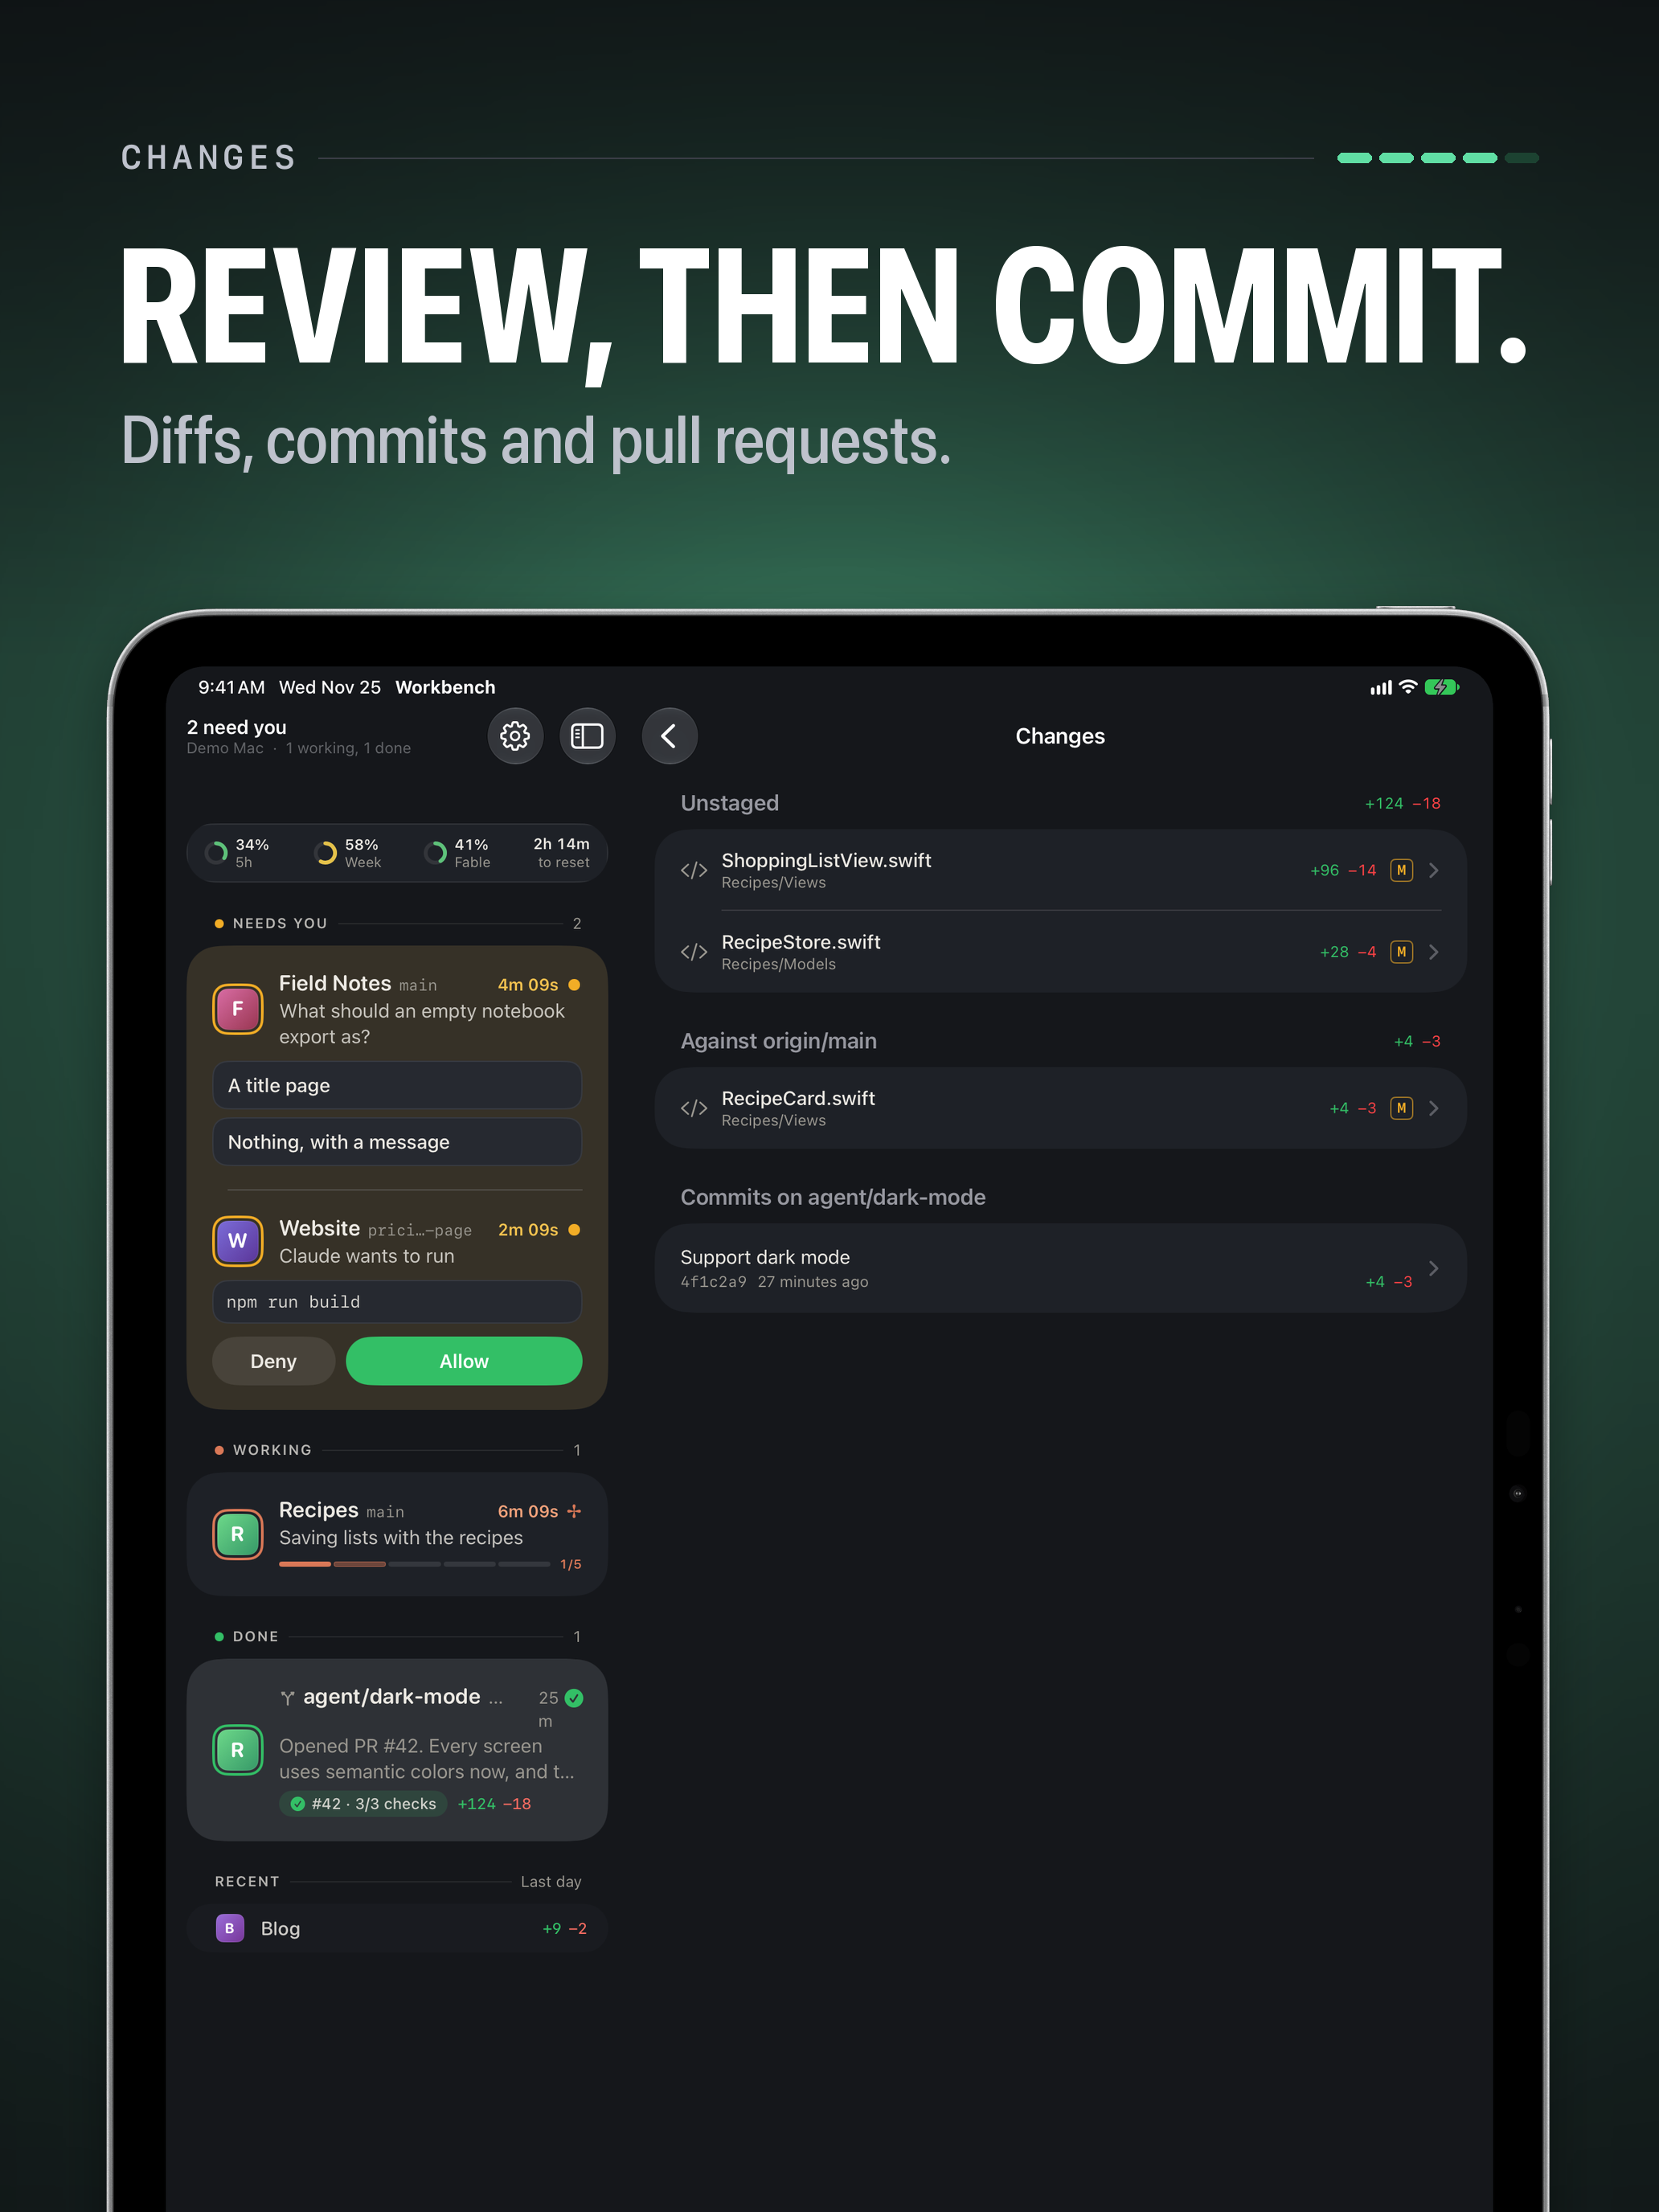 CHANGES
REVIEW, THEN COMMIT.
Diffs, commits and pull requests.
9:41 AM Wed Nov 25 Workbench
2 need you
Demo Mac · 1 working, 1 done
34%
5h
58%
Week
41%
Fable
2h 14m
to reset
NEEDS YOU 2
Field Notes main 4m 09s
What should an empty notebook
export as?
A title page
Nothing, with a message
Website prici…-page 2m 09s
Claude wants to run
npm run build
Deny
Allow
WORKING 1
Recipes main 6m 09s
Saving lists with the recipes
1/5
DONE 1
agent/dark-mode … 25
m
Opened PR #42. Every screen
uses semantic colors now, and t…
#42 · 3/3 checks +124 −18
RECENT Last day
Blog +9 −2
Changes
Unstaged +124 −18
ShoppingListView.swift
Recipes/Views
+96 −14 M
RecipeStore.swift
Recipes/Models
+28 −4 M
Against origin/main +4 −3
RecipeCard.swift
Recipes/Views
+4 −3 M
Commits on agent/dark-mode
Support dark mode
4f1c2a9 27 minutes ago +4 −3
F
W
R
R
B